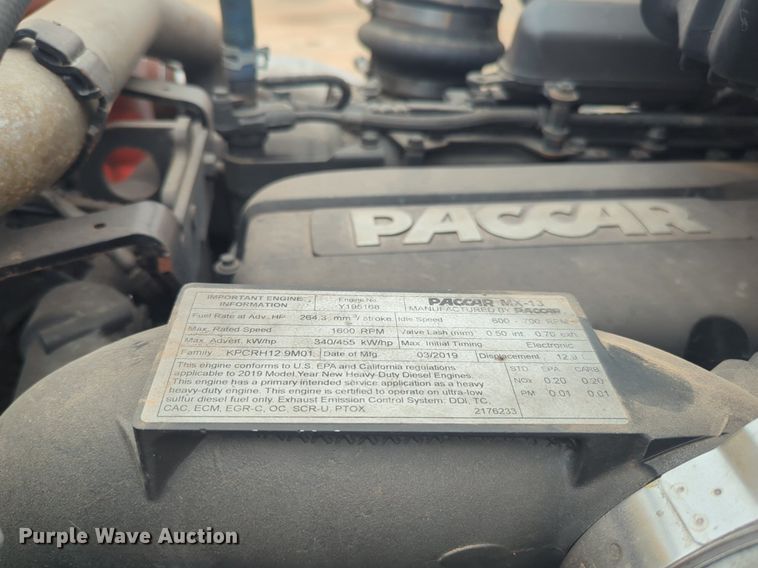 PACCAR
IMPORTANT ENGINE INFORMATION
Engine No. Y195168
PACCAR MX-13
MANUFACTURED BY PACCAR
Fuel Rate at Adv. HP 264.3 mm³/stroke Idle Speed 600 - 700 RPM
Max. Rated Speed 1600 RPM Valve Lash (mm) 0.50 int 0.70 exh
Max. Advert. kW/hp 340/455 kW/hp Max. Initial Timing Electronic
Family KPCRH12.9M01 Date of Mfg 03/2019 Displacement 12.9
This engine conforms to U.S. EPA and California regulations
applicable to 2019 Model Year New Heavy-Duty Diesel Engines.
This engine has a primary intended service application as a heavy
heavy-duty engine. This engine is certified to operate on ultra-low
sulfur diesel fuel only. Exhaust Emission Control System: DDI, TC,
CAC, ECM, EGR-C, OC, SCR-U, PTOX 2176233
STD EPA CARB
NOX 0.20 0.20
PM 0.01 0.01
Purple Wave Auction